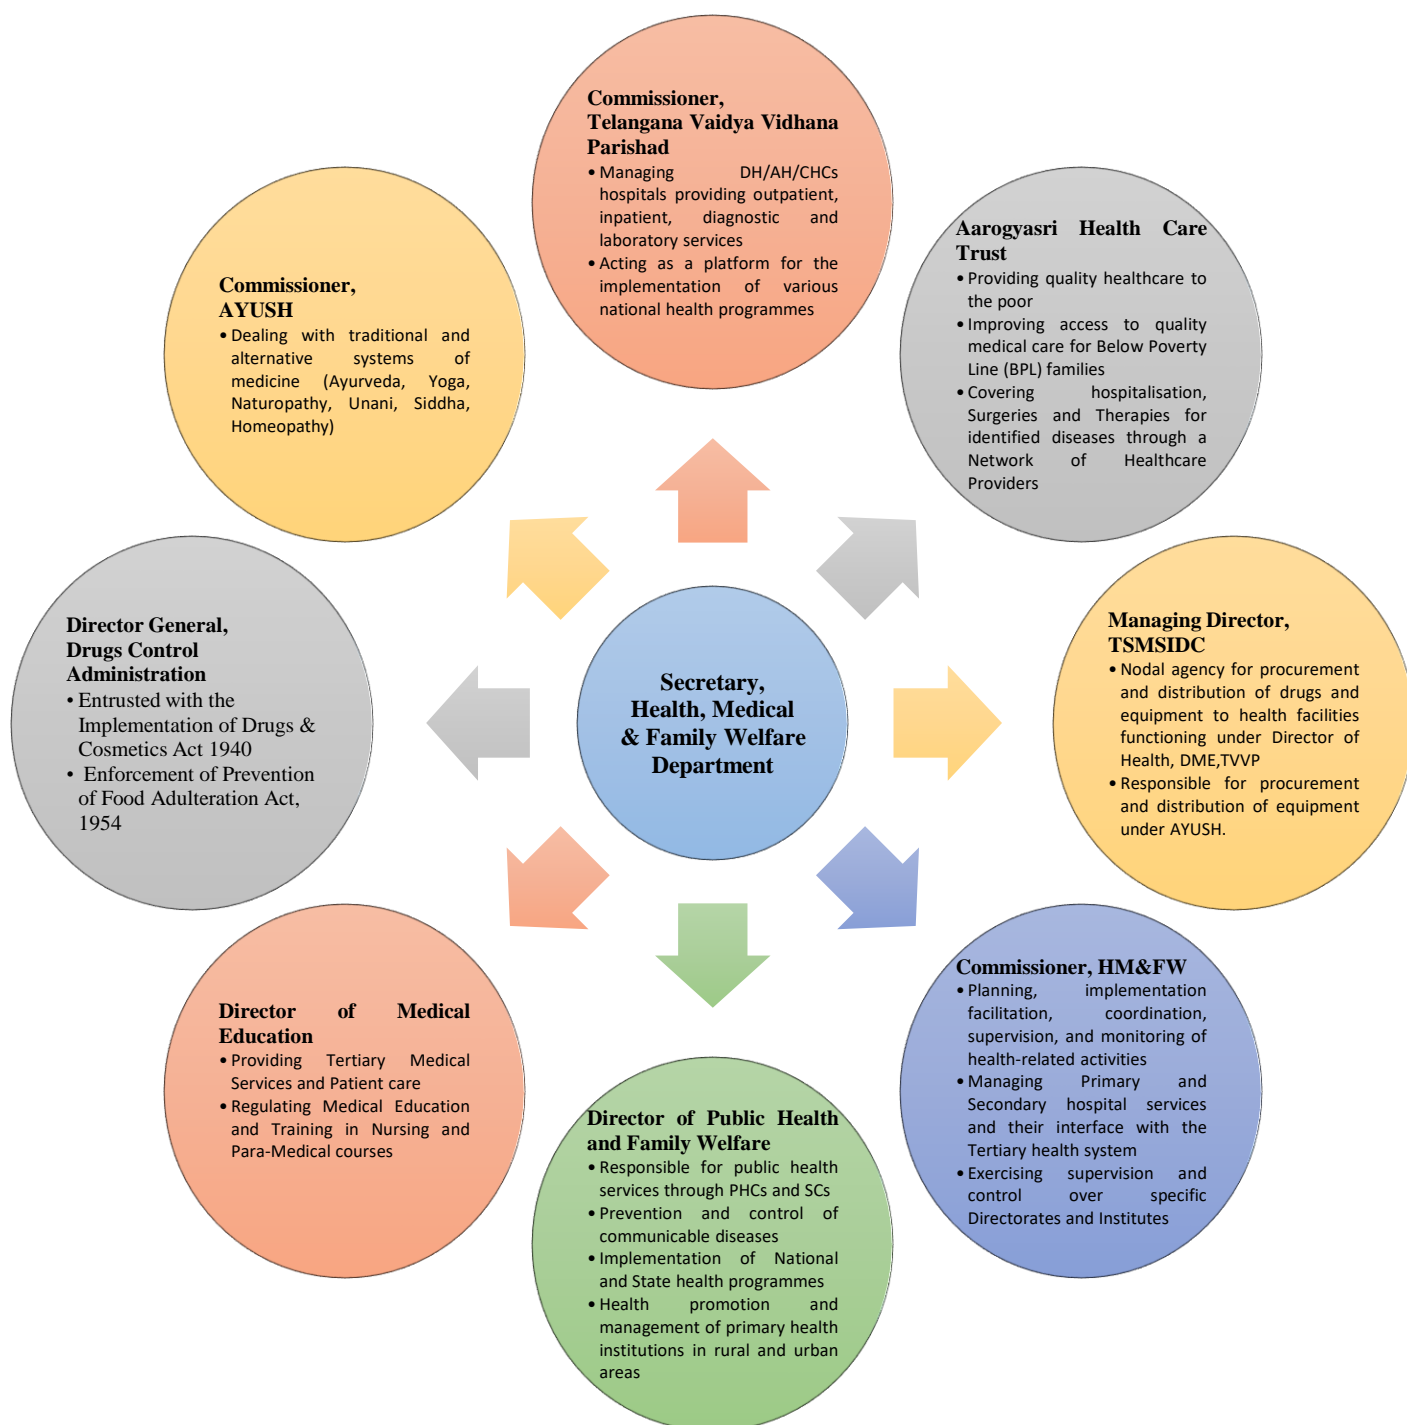 Commissioner,
Telangana Vaidya Vidhana
Parishad
• Managing DH/AH/CHCs
hospitals providing outpatient,
inpatient, diagnostic and
laboratory services
• Acting as a platform for the
implementation of various
national health programmes
Aarogyasri Health Care
Trust
• Providing quality healthcare to
the poor
• Improving access to quality
medical care for Below Poverty
Line (BPL) families
• Covering hospitalisation,
Surgeries and Therapies for
identified diseases through a
Network of Healthcare
Providers
Managing Director,
TSMSIDC
• Nodal agency for procurement
and distribution of drugs and
equipment to health facilities
functioning under Director of
Health, DME,TVVP
• Responsible for procurement
and distribution of equipment
under AYUSH.
Commissioner, HM&FW
• Planning, implementation
facilitation, coordination,
supervision, and monitoring of
health-related activities
• Managing Primary and
Secondary hospital services
and their interface with the
Tertiary health system
• Exercising supervision and
control over specific
Directorates and Institutes
Director of Public Health
and Family Welfare
• Responsible for public health
services through PHCs and SCs
• Prevention and control of
communicable diseases
• Implementation of National
and State health programmes
• Health promotion and
management of primary health
institutions in rural and urban
areas
Director of Medical
Education
• Providing Tertiary Medical
Services and Patient care
• Regulating Medical Education
and Training in Nursing and
Para-Medical courses
Director General,
Drugs Control
Administration
• Entrusted with the
Implementation of Drugs &
Cosmetics Act 1940
• Enforcement of Prevention
of Food Adulteration Act,
1954
Commissioner,
AYUSH
• Dealing with traditional and
alternative systems of
medicine (Ayurveda, Yoga,
Naturopathy, Unani, Siddha,
Homeopathy)
Secretary,
Health, Medical
& Family Welfare
Department